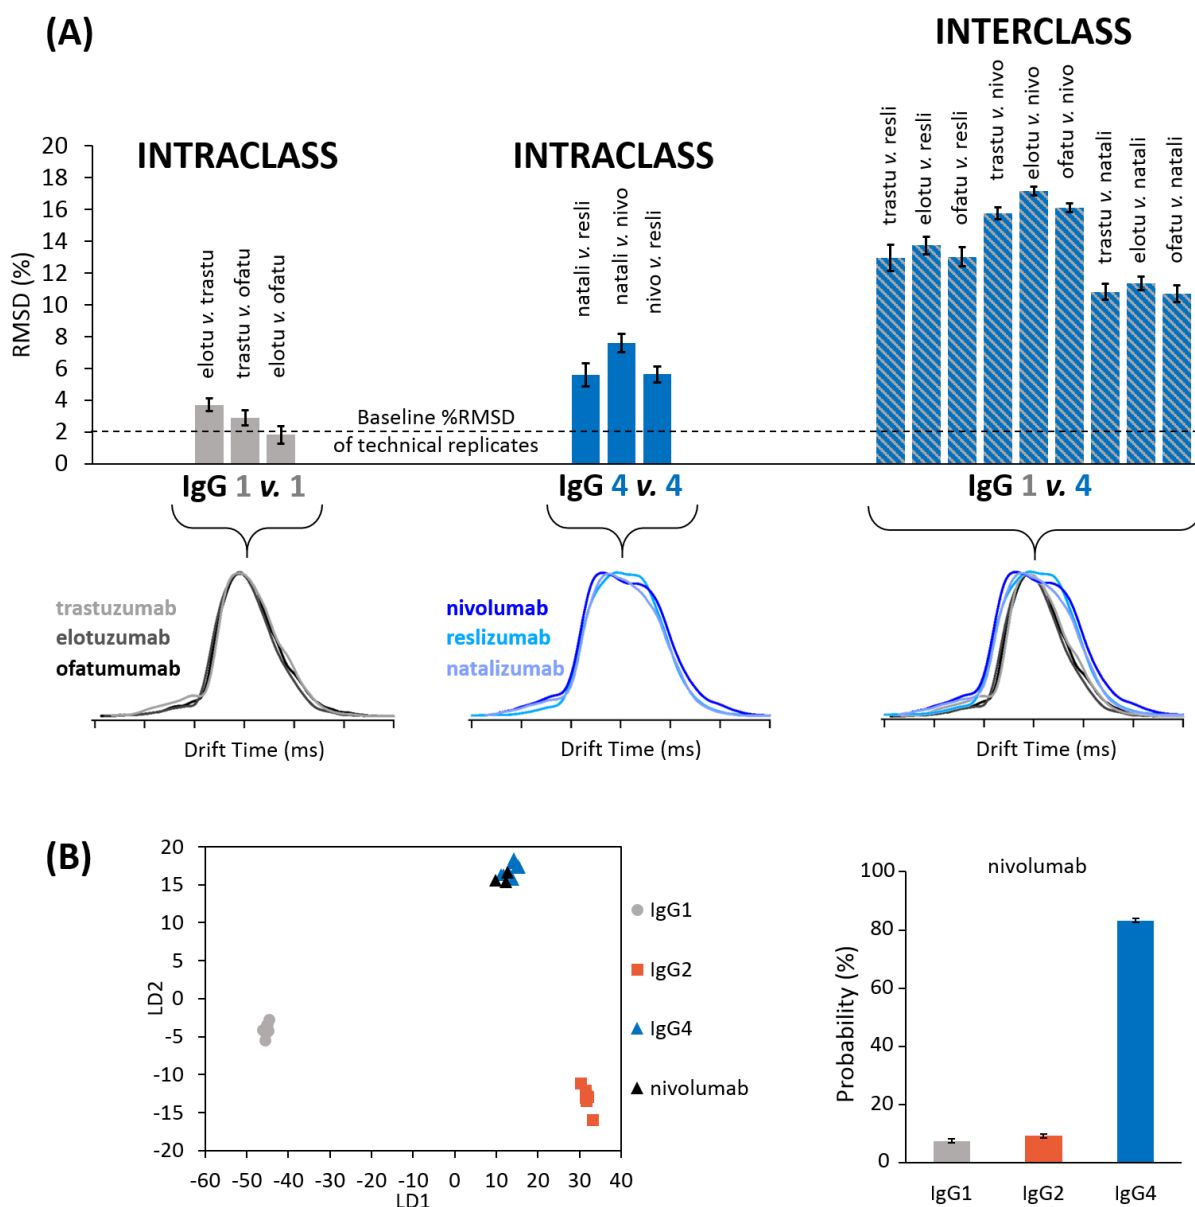 (A)
INTRACLASS
INTRACLASS
INTERCLASS
RMSD (%)
20
18
16
14
12
10
8
6
4
2
0
elotu v. trastu
trastu v. ofatu
elotu v. ofatu
Baseline %RMSD
of technical replicates
natali v. resli
natali v. nivo
nivo v. resli
trastu v. resli
elotu v. resli
ofatu v. resli
trastu v. nivo
elotu v. nivo
ofatu v. nivo
trastu v. natali
elotu v. natali
ofatu v. natali
IgG 1 v. 1
IgG 4 v. 4
IgG 1 v. 4
trastuzumab
elotuzumab
ofatumumab
Drift Time (ms)
nivolumab
reslizumab
natalizumab
Drift Time (ms)
Drift Time (ms)
(B)
LD2
20
15
10
5
0
-5
-10
-15
-20
-60 -50 -40 -30 -20 -10 0 10 20 30 40
LD1
IgG1
IgG2
IgG4
nivolumab
nivolumab
Probability (%)
100
80
60
40
20
0
IgG1 IgG2 IgG4